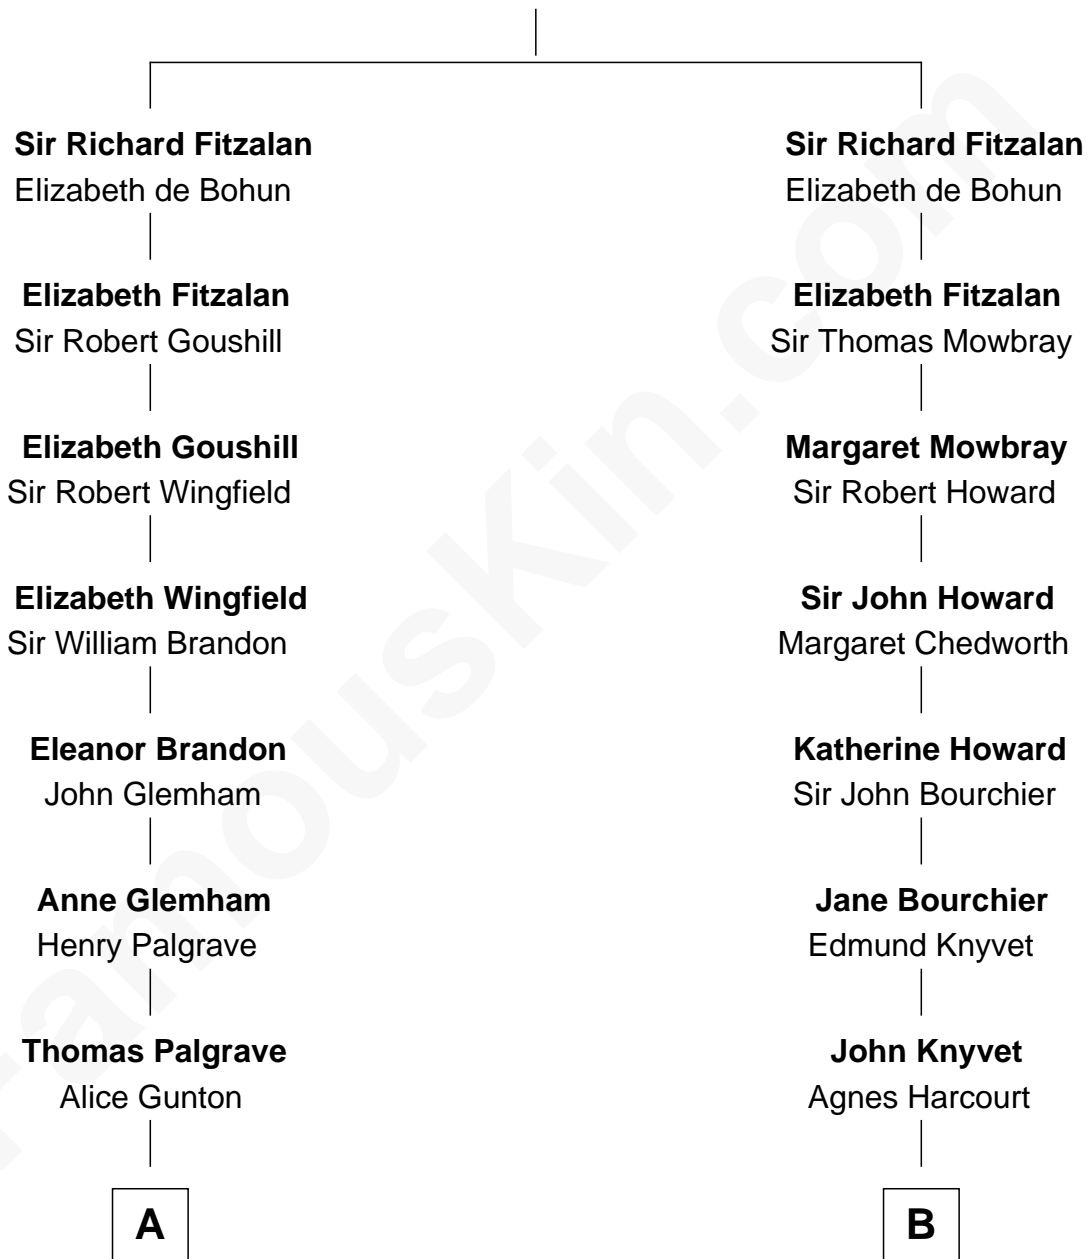 Sir Richard Fitzalan
Elizabeth de Bohun
Elizabeth Fitzalan
Sir Robert Goushill
Elizabeth Goushill
Sir Robert Wingfield
Elizabeth Wingfield
Sir William Brandon
Eleanor Brandon
John Glemham
Anne Glemham
Henry Palgrave
Thomas Palgrave
Alice Gunton
A
Sir Richard Fitzalan
Elizabeth de Bohun
Elizabeth Fitzalan
Sir Thomas Mowbray
Margaret Mowbray
Sir Robert Howard
Sir John Howard
Margaret Chedworth
Katherine Howard
Sir John Bourchier
Jane Bourchier
Edmund Knyvet
John Knyvet
Agnes Harcourt
B
FamousKin.com